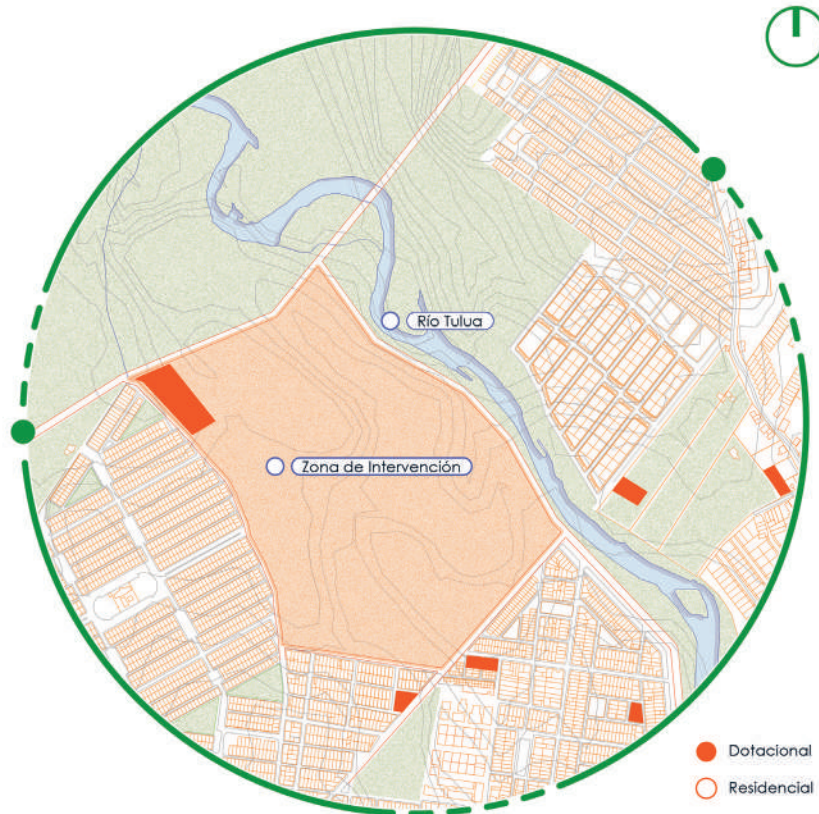 Río Tulua
Zona de Intervención
Dotacional
Residencial